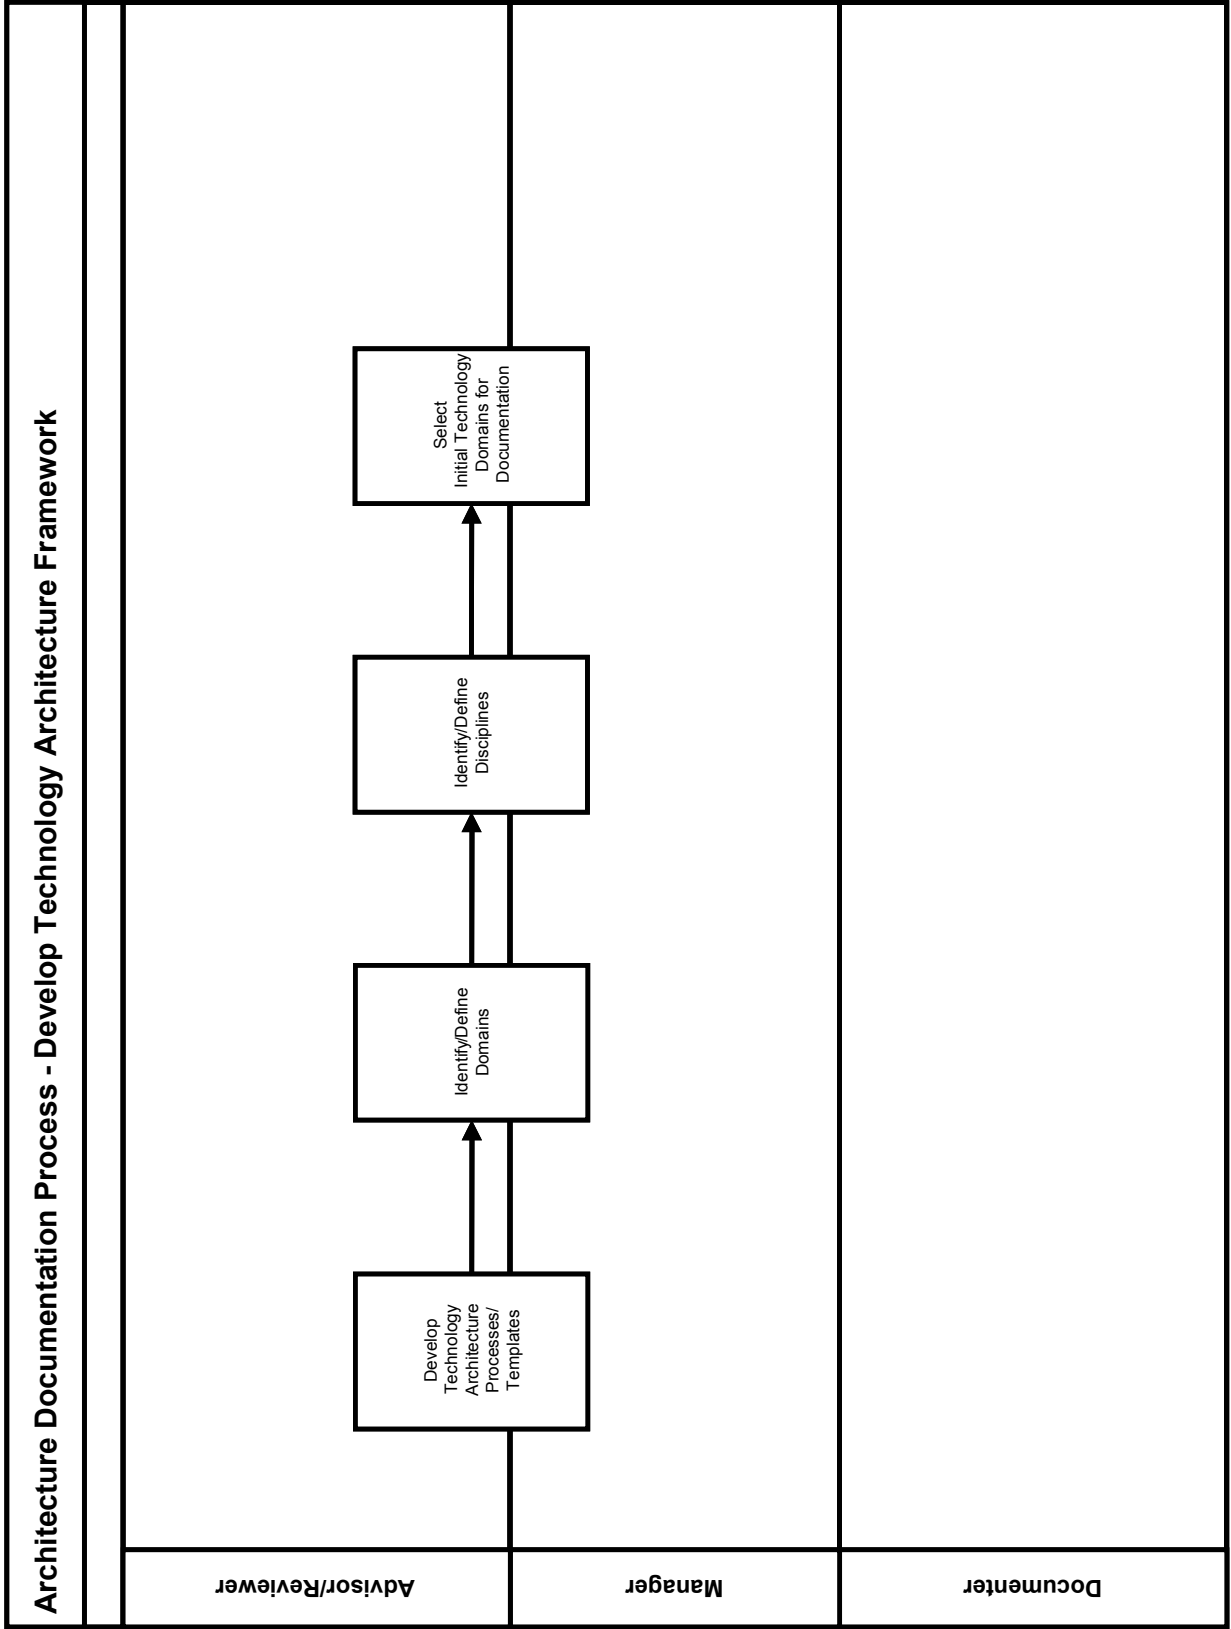 Architecture Documentation Process - Develop Technology Architecture Framework
Advisor/Reviewer
Develop
Technology
Architecture
Processes/
Templates
Identify/Define
Domains
Identify/Define
Disciplines
Select
Initial Technology
Domains for
Documentation
Manager
Documenter